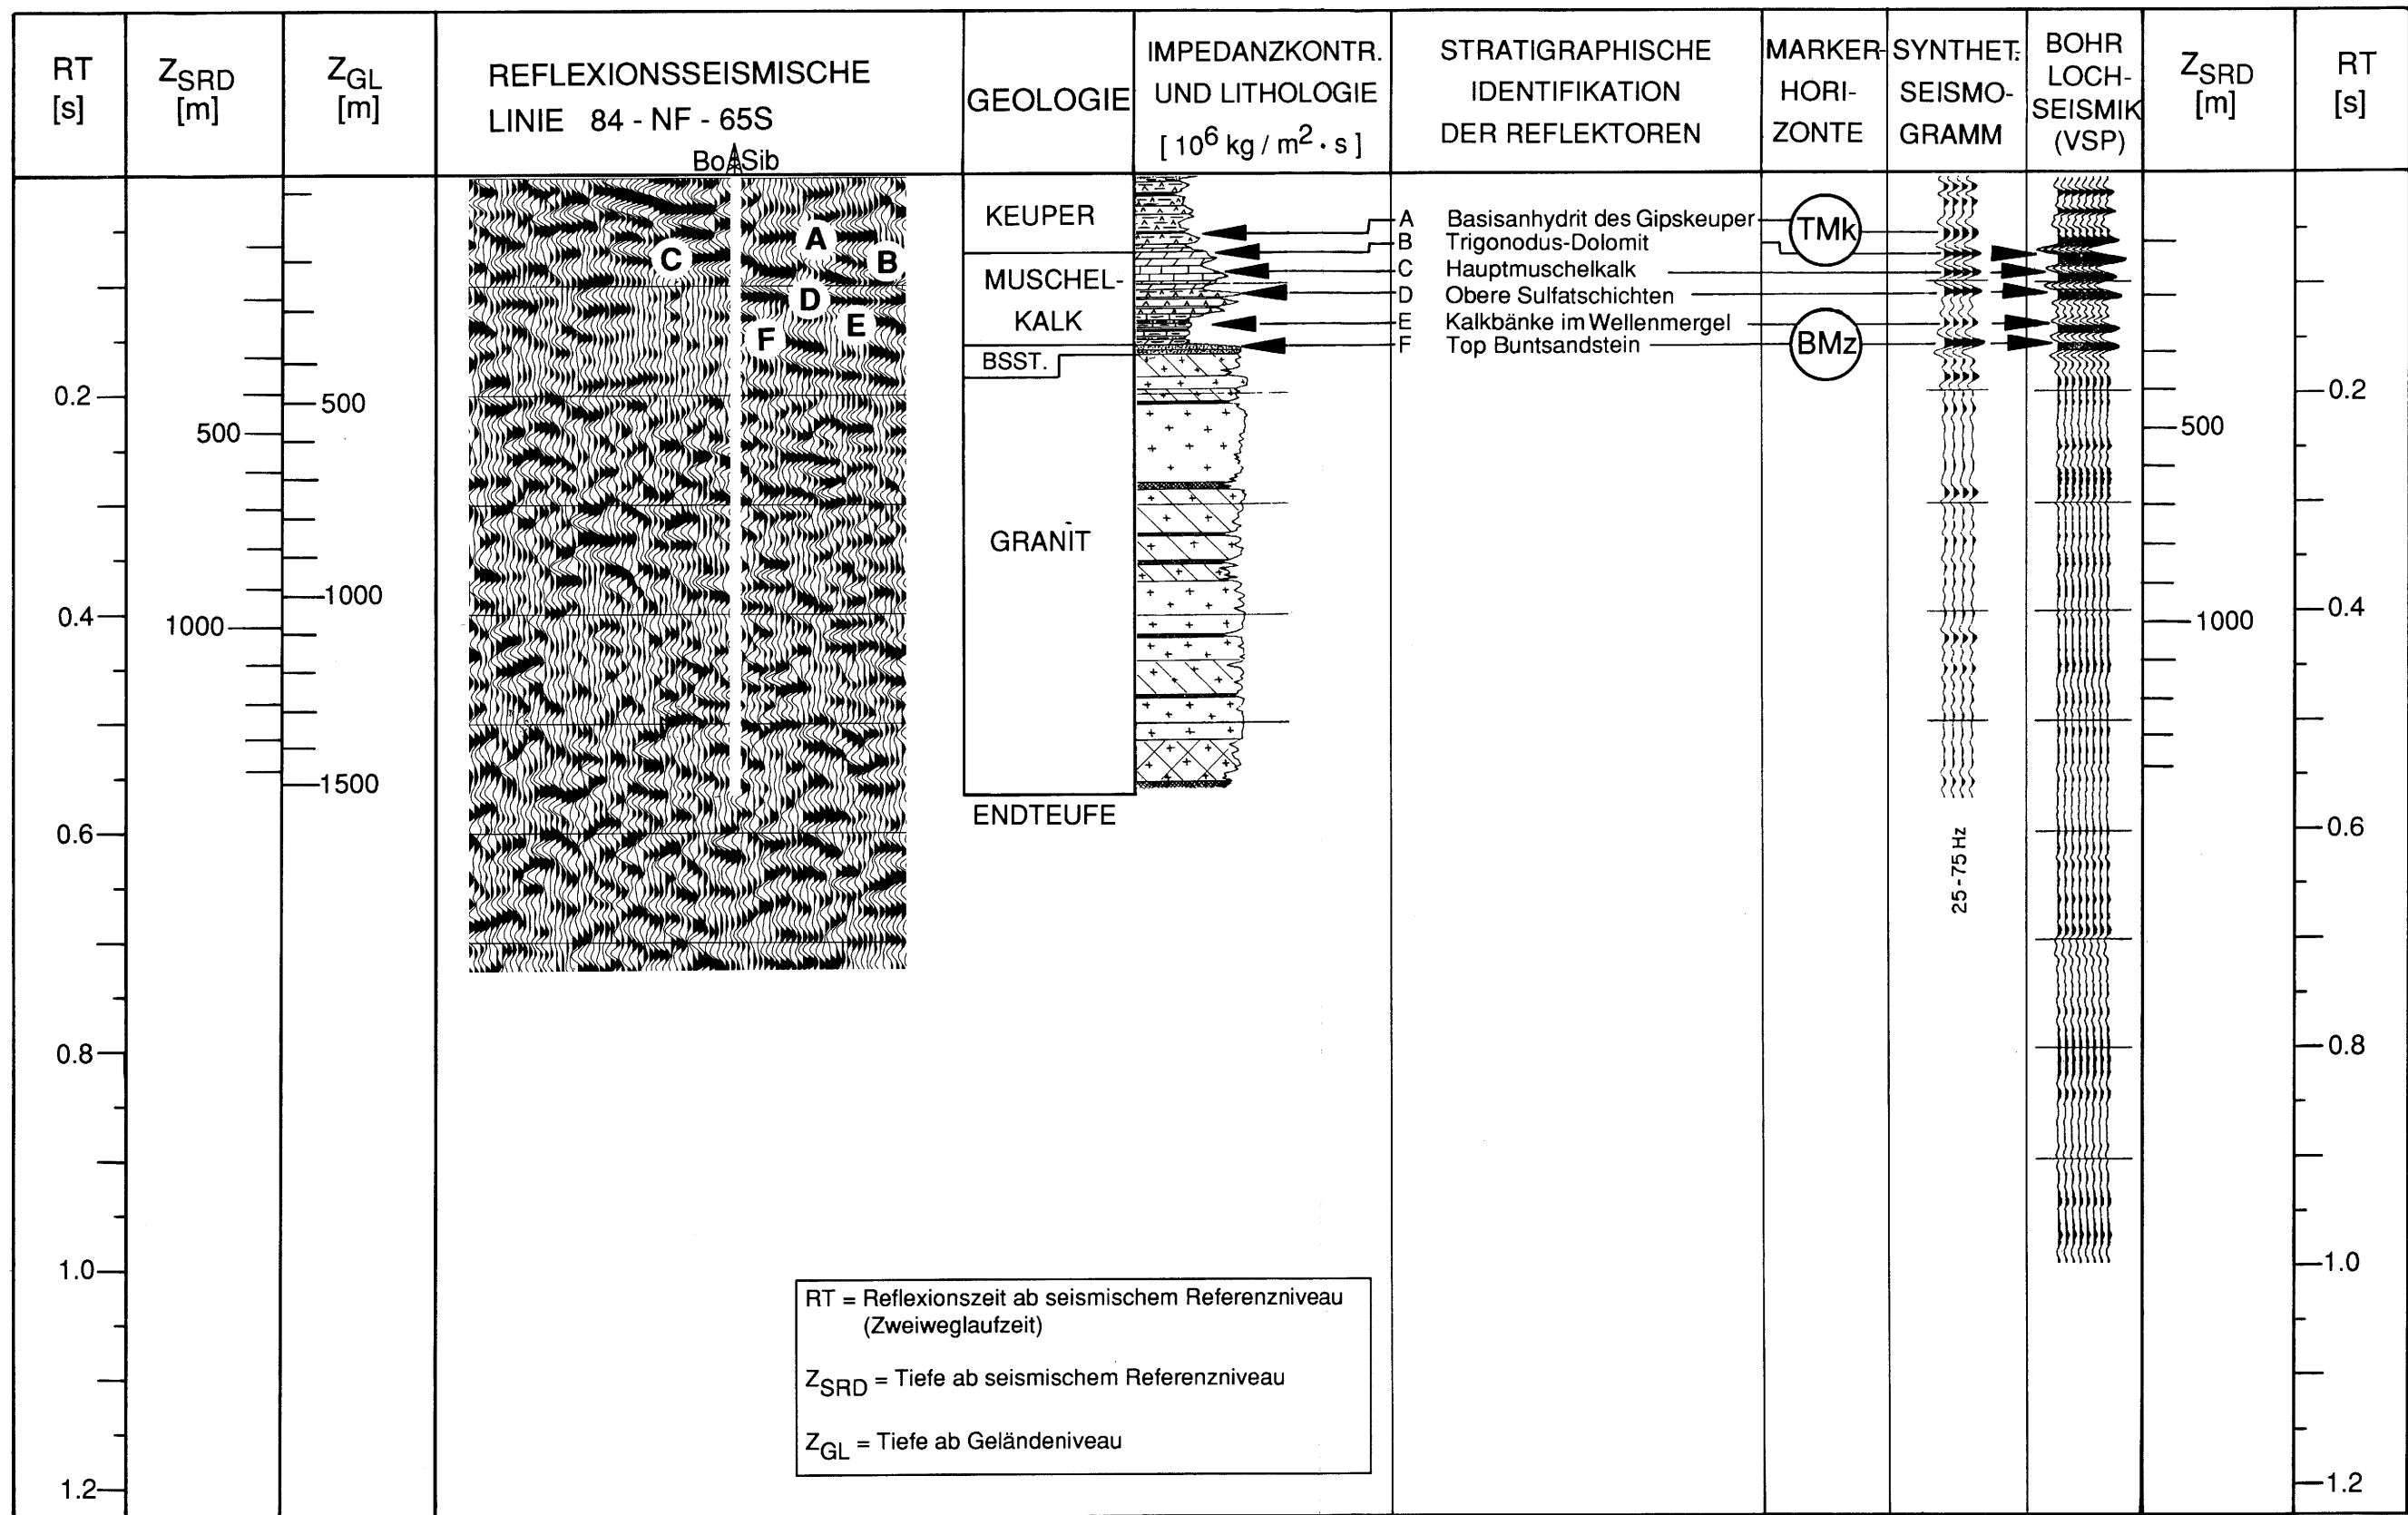 RT
[s]
ZSRD
[m]
ZGL
[m]
REFLEXIONSSEISMISCHE
LINIE 84 - NF - 65S
Bo Sib
GEOLOGIE
IMPEDANZKONTR.
UND LITHOLOGIE
[ 10⁶ kg / m² · s ]
STRATIGRAPHISCHE
IDENTIFIKATION
DER REFLEKTOREN
MARKER-
HORI-
ZONTE
SYNTHET.
SEISMO-
GRAMM
BOHR
LOCH-
SEISMIK
(VSP)
ZSRD
[m]
RT
[s]
0.2
0.4
0.6
0.8
1.0
1.2
500
1000
500
1000
1500
A
B
C
D
E
F
KEUPER
MUSCHEL-
KALK
BSST.
GRANIT
ENDTEUFE
A Basisanhydrit des Gipskeuper
B Trigonodus-Dolomit
C Hauptmuschelkalk
D Obere Sulfatschichten
E Kalkbänke im Wellenmergel
F Top Buntsandstein
TMk
BMz
25 - 75 Hz
500
1000
0.2
0.4
0.6
0.8
1.0
1.2
RT = Reflexionszeit ab seismischem Referenzniveau
(Zweiweglaufzeit)
ZSRD = Tiefe ab seismischem Referenzniveau
ZGL = Tiefe ab Geländeniveau